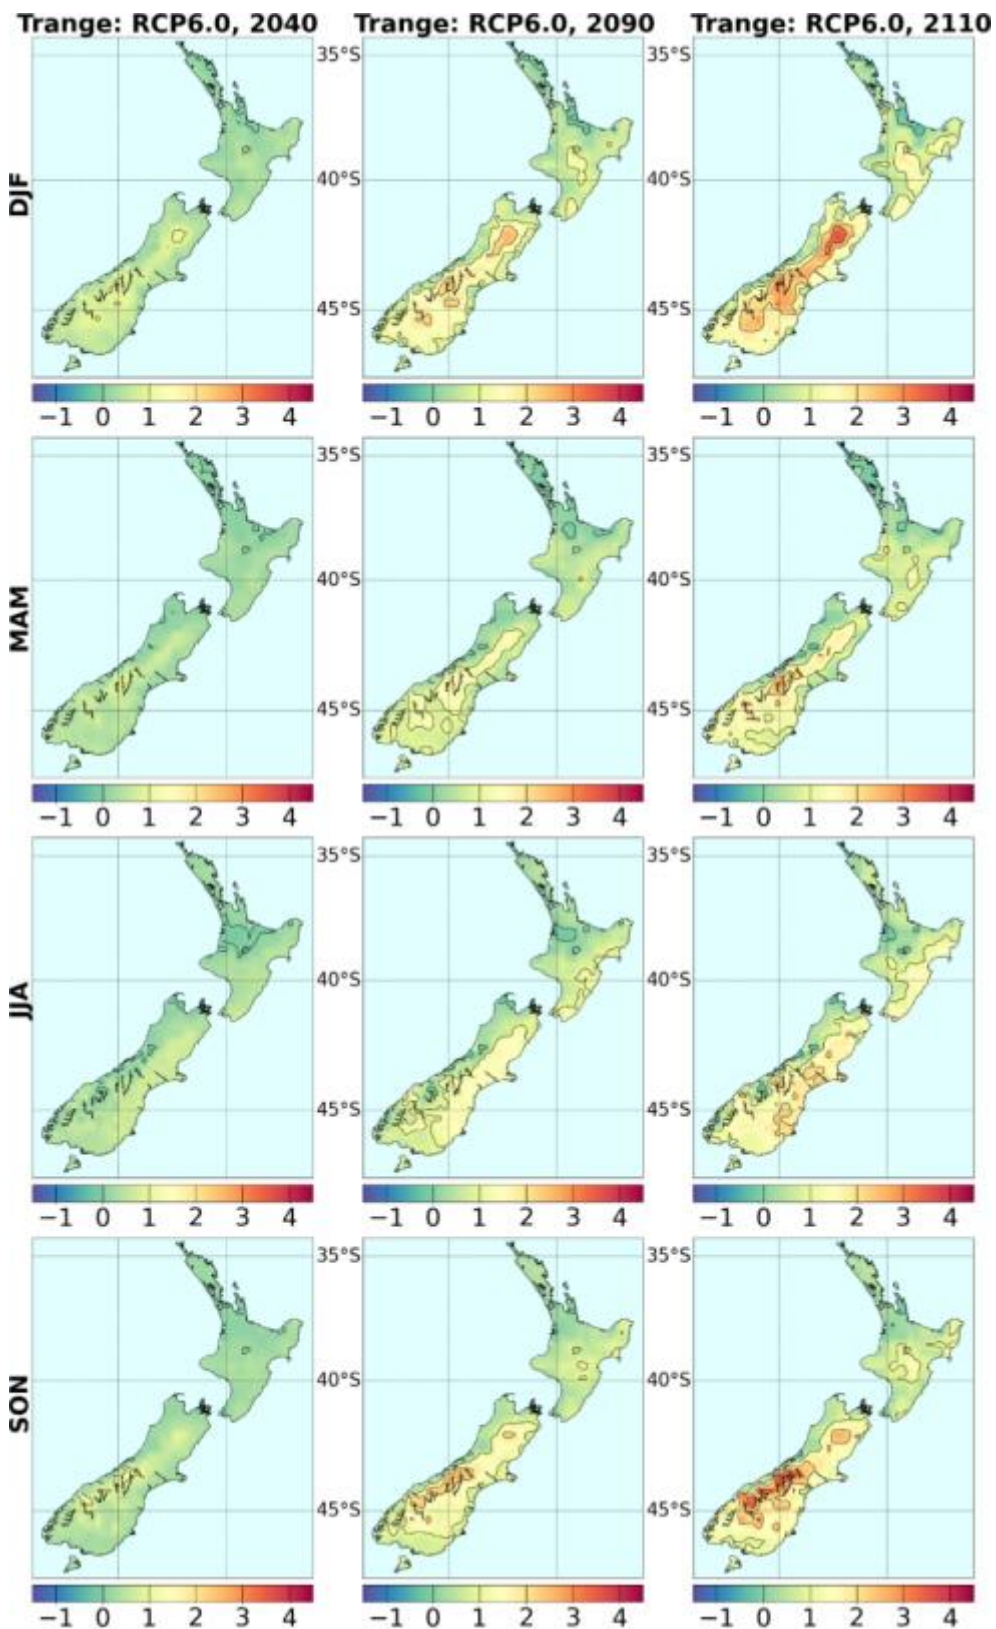 Trange: RCP6.0, 2040 Trange: RCP6.0, 2090 Trange: RCP6.0, 2110
35°S 35°S
DJF
40°S 40°S
45°S 45°S
−1 0 1 2 3 4 −1 0 1 2 3 4 −1 0 1 2 3 4
35°S 35°S
MAM
40°S 40°S
45°S 45°S
−1 0 1 2 3 4 −1 0 1 2 3 4 −1 0 1 2 3 4
35°S 35°S
JJA
40°S 40°S
45°S 45°S
−1 0 1 2 3 4 −1 0 1 2 3 4 −1 0 1 2 3 4
35°S 35°S
SON
40°S 40°S
45°S 45°S
−1 0 1 2 3 4 −1 0 1 2 3 4 −1 0 1 2 3 4